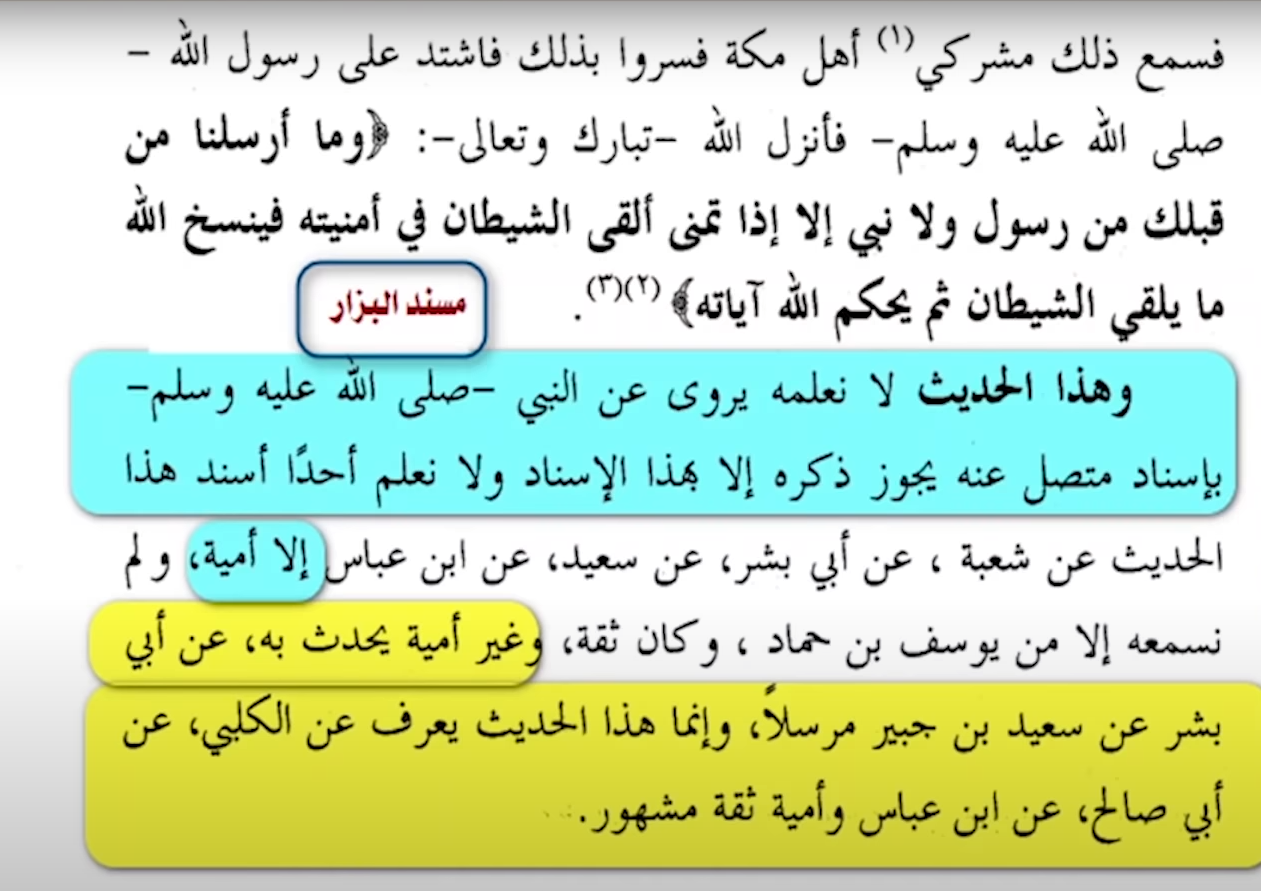 فسمع ذلك مشركي(١) أهل مكة فسروا بذلك فاشتد على رسول الله –
صلى الله عليه وسلم– فأنزل الله –تبارك وتعالى–: ﴿وما أرسلنا من
قبلك من رسول ولا نبي إلا إذا تمنى ألقى الشيطان في أمنيته فينسخ الله
ما يلقي الشيطان ثم يحكم الله آياته﴾(٢)(٣).
مسند البزار
وهذا الحديث لا نعلمه يروى عن النبي –صلى الله عليه وسلم–
بإسناد متصل عنه يجوز ذكره إلا بهذا الإسناد ولا نعلم أحدًا أسند هذا
الحديث عن شعبة ، عن أبي بشر، عن سعيد، عن ابن عباس إلا أمية، ولم
نسمعه إلا من يوسف بن حماد ، وكان ثقة، وغير أمية يحدث به، عن أبي
بشر عن سعيد بن جبير مرسلاً، وإنما هذا الحديث يعرف عن الكلبي، عن
أبي صالح، عن ابن عباس وأمية ثقة مشهور.